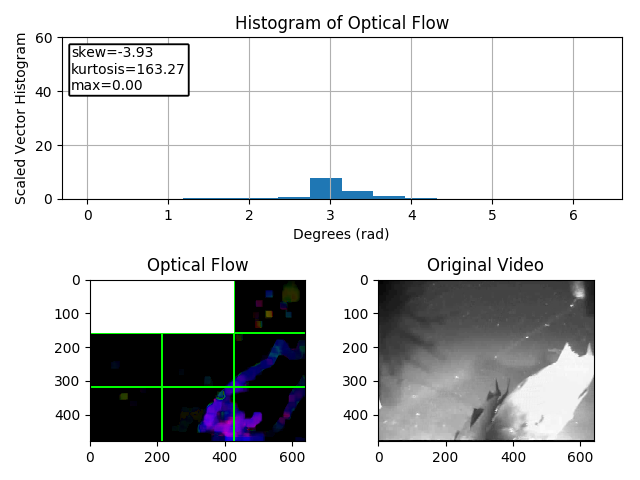 Histogram of Optical Flow
Scaled Vector Histogram
60
40
20
0
skew=-3.93
kurtosis=163.27
max=0.00
0 1 2 3 4 5 6
Degrees (rad)
Optical Flow
0
100
200
300
400
0 200 400 600
Original Video
0
100
200
300
400
0 200 400 600